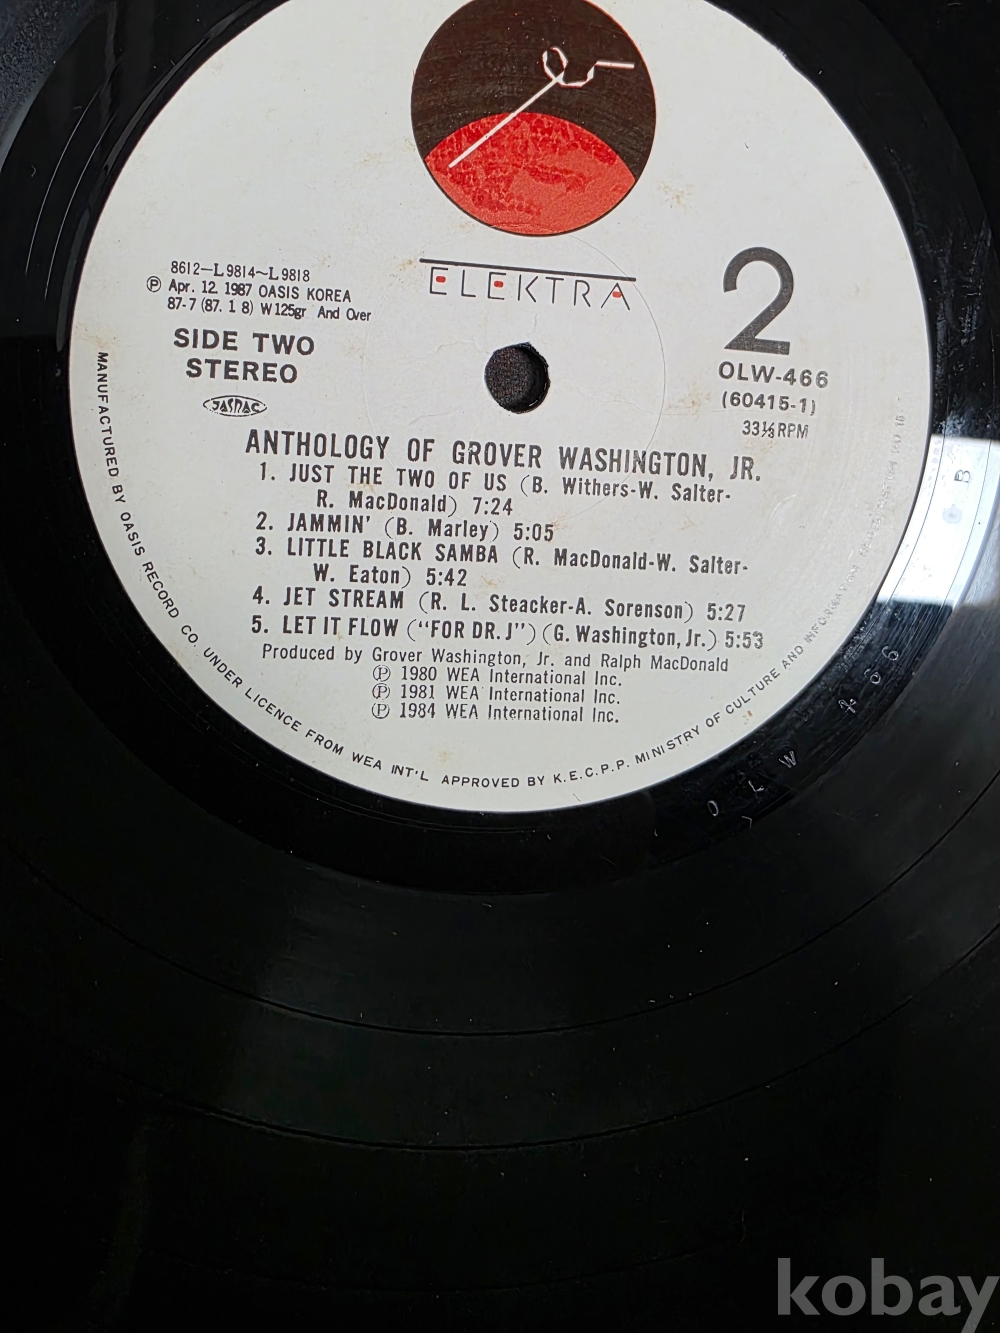 8612-L9814~L9818
Ⓟ Apr. 12. 1987 OASIS KOREA
87-7 (87. 1 8) W125gr And Over
SIDE TWO
STEREO
JASRAC
ELEKTRA
2
OLW-466
(60415-1)
33⅓RPM
ANTHOLOGY OF GROVER WASHINGTON, JR.
1. JUST THE TWO OF US (B. Withers-W. Salter-
R. MacDonald) 7:24
2. JAMMIN' (B. Marley) 5:05
3. LITTLE BLACK SAMBA (R. MacDonald-W. Salter-
W. Eaton) 5:42
4. JET STREAM (R. L. Steacker-A. Sorenson) 5:27
5. LET IT FLOW ("FOR DR. J") (G. Washington, Jr.) 5:53
Produced by Grover Washington, Jr. and Ralph MacDonald
Ⓟ 1980 WEA International Inc.
Ⓟ 1981 WEA International Inc.
Ⓟ 1984 WEA International Inc.
MANUFACTURED BY OASIS RECORD CO. UNDER LICENCE FROM WEA INT'L APPROVED BY K.E.C.P.P. MINISTRY OF CULTURE AND INFORMATION
OLW 466 B
kobay